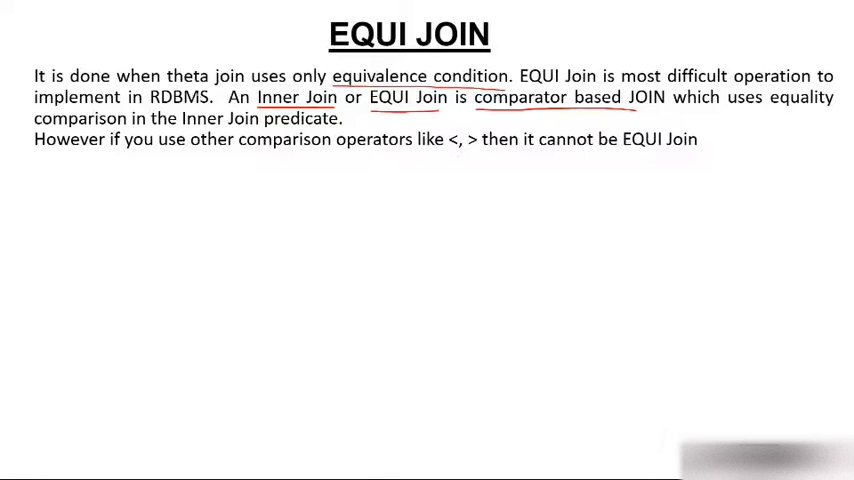 EQUI JOIN
It is done when theta join uses only equivalence condition. EQUI Join is most difficult operation to
implement in RDBMS. An Inner Join or EQUI Join is comparator based JOIN which uses equality
comparison in the Inner Join predicate.
However if you use other comparison operators like <, > then it cannot be EQUI Join